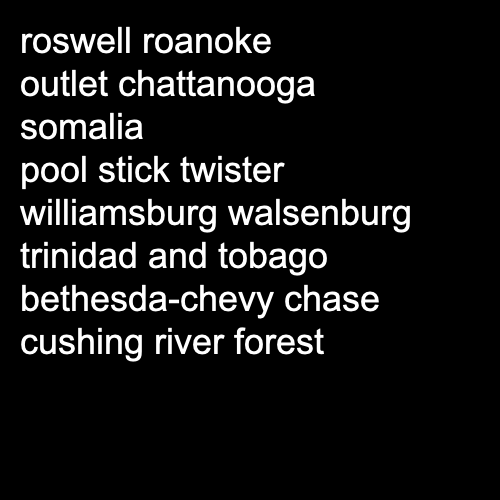 roswell roanoke
outlet chattanooga
somalia
pool stick twister
williamsburg walsenburg
trinidad and tobago
bethesda-chevy chase
cushing river forest